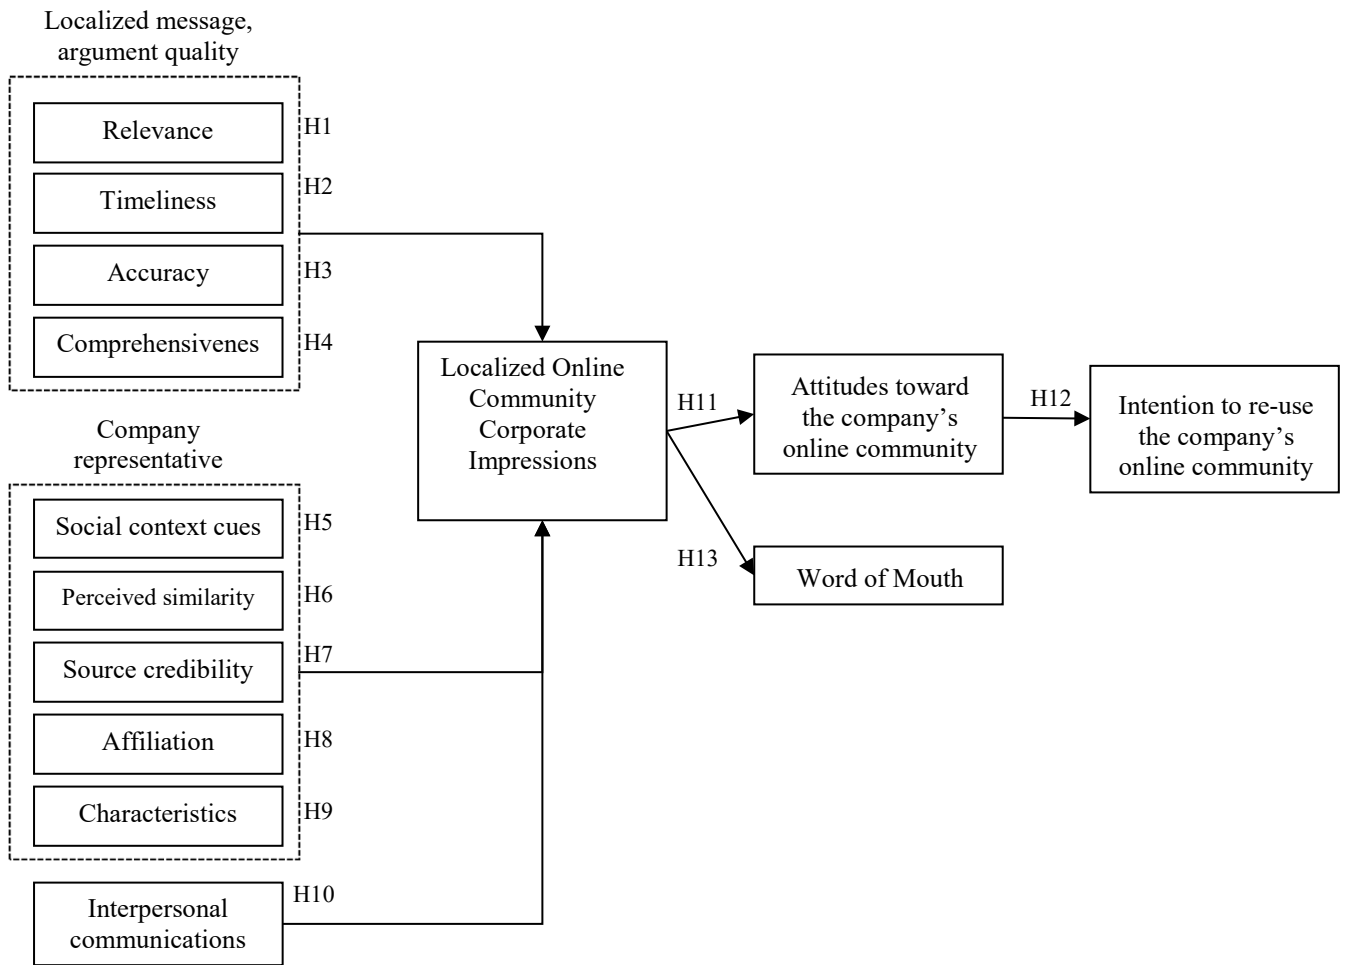 Localized message,
argument quality
Relevance
H1
Timeliness
H2
Accuracy
H3
Comprehensivenes
H4
Company
representative
Social context cues
H5
Perceived similarity
H6
Source credibility
H7
Affiliation
H8
Characteristics
H9
Interpersonal
communications
H10
Localized Online
Community
Corporate
Impressions
H11
Attitudes toward
the company’s
online community
H12
Intention to re-use
the company’s
online community
H13
Word of Mouth